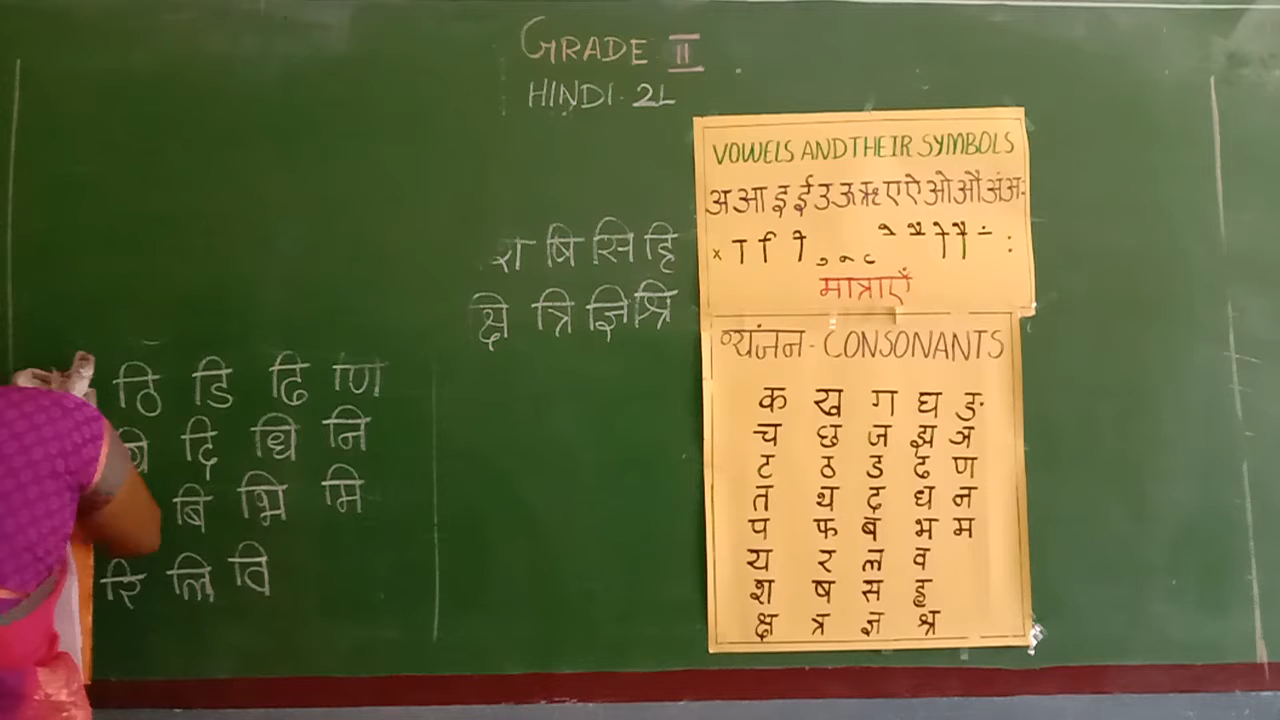 GRADE II
HINDI 2L
VOWELS AND THEIR SYMBOLS
अ आ इ ई उ ऊ ऋ ए ऐ ओ औ अं अः
षि सि हि
क्षि त्रि ज्ञि श्रि
मात्राएँ
व्यंजन - CONSONANTS
ठि डि ढि णि
दि धि नि
बि भि मि
रि लि वि
क ख ग घ ङ
च छ ज झ ञ
ट ठ ड ढ ण
त थ द ध न
प फ ब भ म
य र ल व
श ष स ह
क्ष त्र ज्ञ श्र